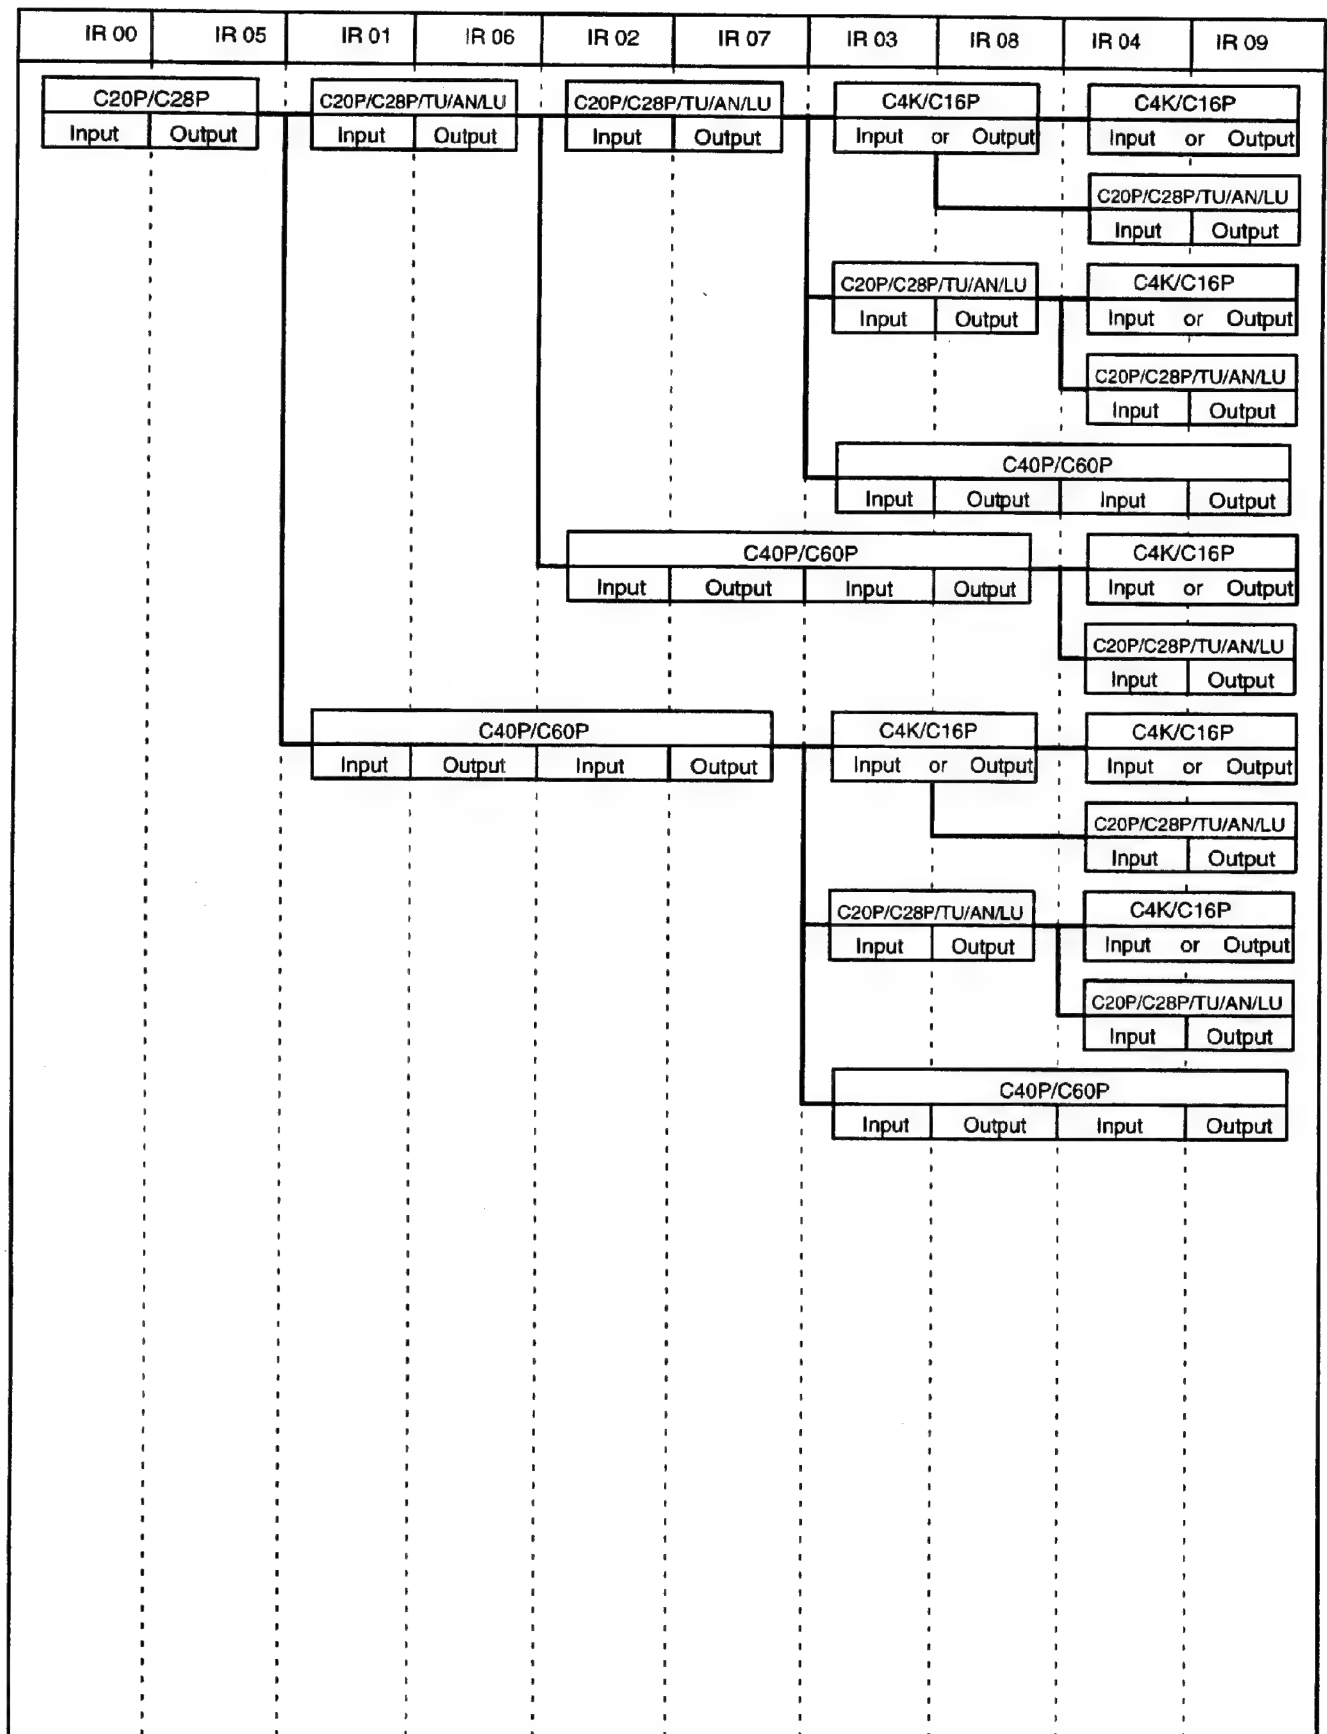 IR 00 IR 05 IR 01 IR 06 IR 02 IR 07 IR 03 IR 08 IR 04 IR 09
C20P/C28P C20P/C28P/TU/AN/LU C20P/C28P/TU/AN/LU C4K/C16P C4K/C16P
Input Output Input Output Input Output Input or Output Input or Output
C20P/C28P/TU/AN/LU
Input Output
C20P/C28P/TU/AN/LU C4K/C16P
Input Output Input or Output
C20P/C28P/TU/AN/LU
Input Output
C40P/C60P
Input Output Input Output
C40P/C60P C4K/C16P
Input Output Input Output Input or Output
C20P/C28P/TU/AN/LU
Input Output
C40P/C60P C4K/C16P C4K/C16P
Input Output Input Output Input or Output Input or Output
C20P/C28P/TU/AN/LU
Input Output
C20P/C28P/TU/AN/LU C4K/C16P
Input Output Input or Output
C20P/C28P/TU/AN/LU
Input Output
C40P/C60P
Input Output Input Output